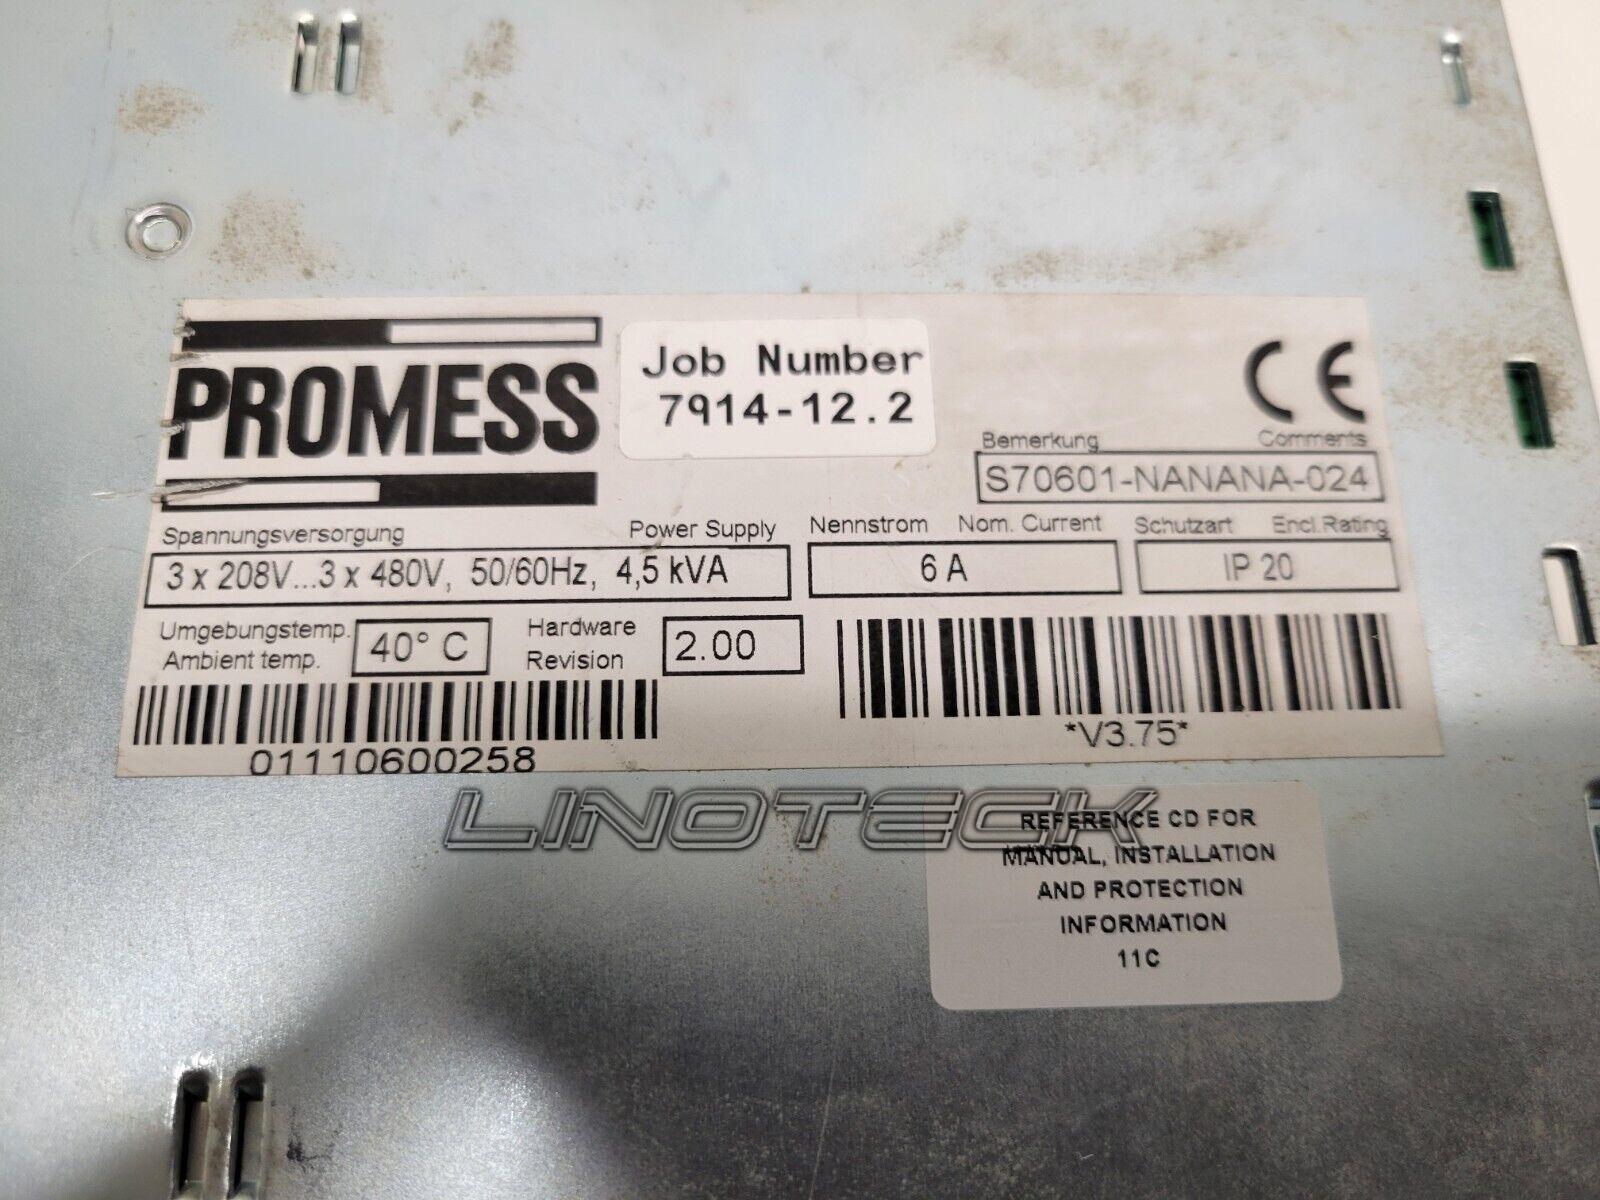 PROMESS
Job Number
7914-12.2
CE
Bemerkung Comments
S70601-NANANA-024
Spannungsversorgung Power Supply
3 x 208V...3 x 480V, 50/60Hz, 4,5 kVA
Nennstrom Nom. Current
6 A
Schutzart Encl.Rating
IP 20
Umgebungstemp.
Ambient temp.
40° C
Hardware
Revision
2.00
01110600258
*V3.75*
LINOTECK
REFERENCE CD FOR
MANUAL, INSTALLATION
AND PROTECTION
INFORMATION
11C